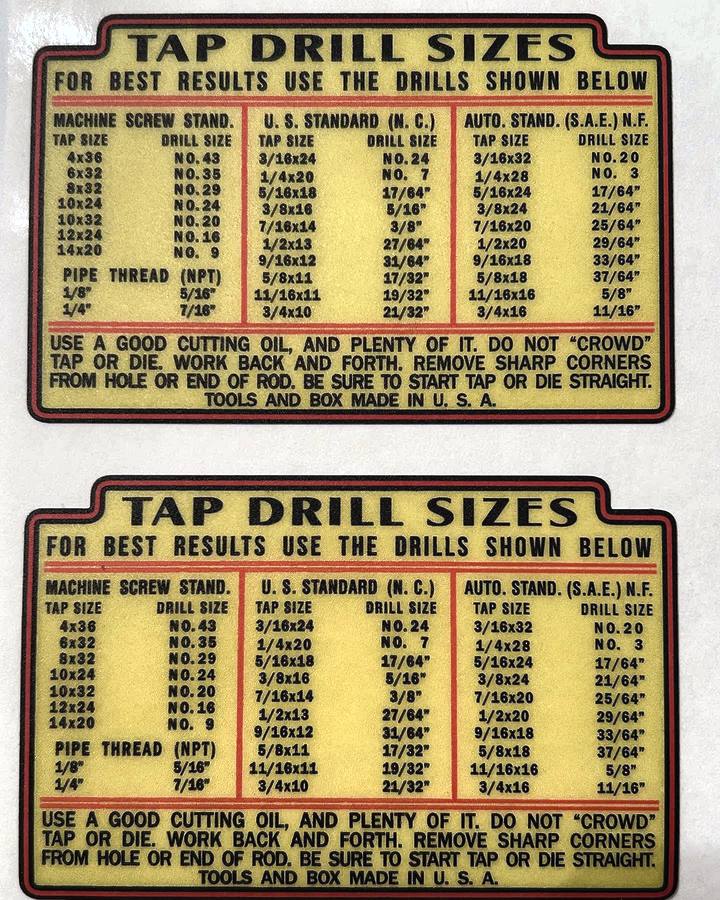 TAP DRILL SIZES
FOR BEST RESULTS USE THE DRILLS SHOWN BELOW
MACHINE SCREW STAND.
TAP SIZE DRILL SIZE
4x36 NO. 43
6x32 NO. 35
8x32 NO. 29
10x24 NO. 24
10x32 NO. 20
12x24 NO. 16
14x20 NO. 9
PIPE THREAD (NPT)
1/8" 5/16"
1/4" 7/16"
U. S. STANDARD (N. C.)
TAP SIZE DRILL SIZE
3/16x24 NO. 24
1/4x20 NO. 7
5/16x18 17/64"
3/8x16 5/16"
7/16x14 3/8"
1/2x13 27/64"
9/16x12 31/64"
5/8x11 17/32"
11/16x11 19/32"
3/4x10 21/32"
AUTO. STAND. (S.A.E.) N.F.
TAP SIZE DRILL SIZE
3/16x32 NO. 20
1/4x28 NO. 3
5/16x24 17/64"
3/8x24 21/64"
7/16x20 25/64"
1/2x20 29/64"
9/16x18 33/64"
5/8x18 37/64"
11/16x16 5/8"
3/4x16 11/16"
USE A GOOD CUTTING OIL, AND PLENTY OF IT. DO NOT "CROWD"
TAP OR DIE. WORK BACK AND FORTH. REMOVE SHARP CORNERS
FROM HOLE OR END OF ROD. BE SURE TO START TAP OR DIE STRAIGHT.
TOOLS AND BOX MADE IN U. S. A.
TAP DRILL SIZES
FOR BEST RESULTS USE THE DRILLS SHOWN BELOW
MACHINE SCREW STAND.
TAP SIZE DRILL SIZE
4x36 NO. 43
6x32 NO. 35
8x32 NO. 29
10x24 NO. 24
10x32 NO. 20
12x24 NO. 16
14x20 NO. 9
PIPE THREAD (NPT)
1/8" 5/16"
1/4" 7/16"
U. S. STANDARD (N. C.)
TAP SIZE DRILL SIZE
3/16x24 NO. 24
1/4x20 NO. 7
5/16x18 17/64"
3/8x16 5/16"
7/16x14 3/8"
1/2x13 27/64"
9/16x12 31/64"
5/8x11 17/32"
11/16x11 19/32"
3/4x10 21/32"
AUTO. STAND. (S.A.E.) N.F.
TAP SIZE DRILL SIZE
3/16x32 NO. 20
1/4x28 NO. 3
5/16x24 17/64"
3/8x24 21/64"
7/16x20 25/64"
1/2x20 29/64"
9/16x18 33/64"
5/8x18 37/64"
11/16x16 5/8"
3/4x16 11/16"
USE A GOOD CUTTING OIL, AND PLENTY OF IT. DO NOT "CROWD"
TAP OR DIE. WORK BACK AND FORTH. REMOVE SHARP CORNERS
FROM HOLE OR END OF ROD. BE SURE TO START TAP OR DIE STRAIGHT.
TOOLS AND BOX MADE IN U. S. A.